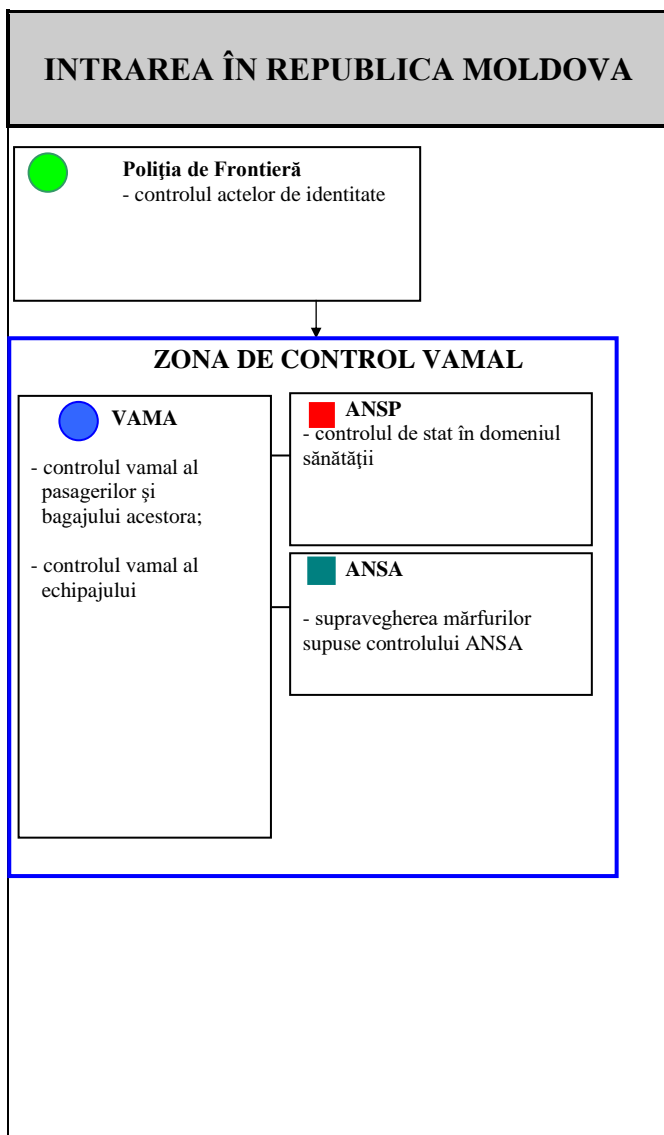 INTRAREA ÎN REPUBLICA MOLDOVA
Poliţia de Frontieră
- controlul actelor de identitate
ZONA DE CONTROL VAMAL
VAMA
- controlul vamal al
pasagerilor şi
bagajului acestora;
- controlul vamal al
echipajului
ANSP
- controlul de stat în domeniul
sănătăţii
ANSA
- supravegherea mărfurilor
supuse controlului ANSA